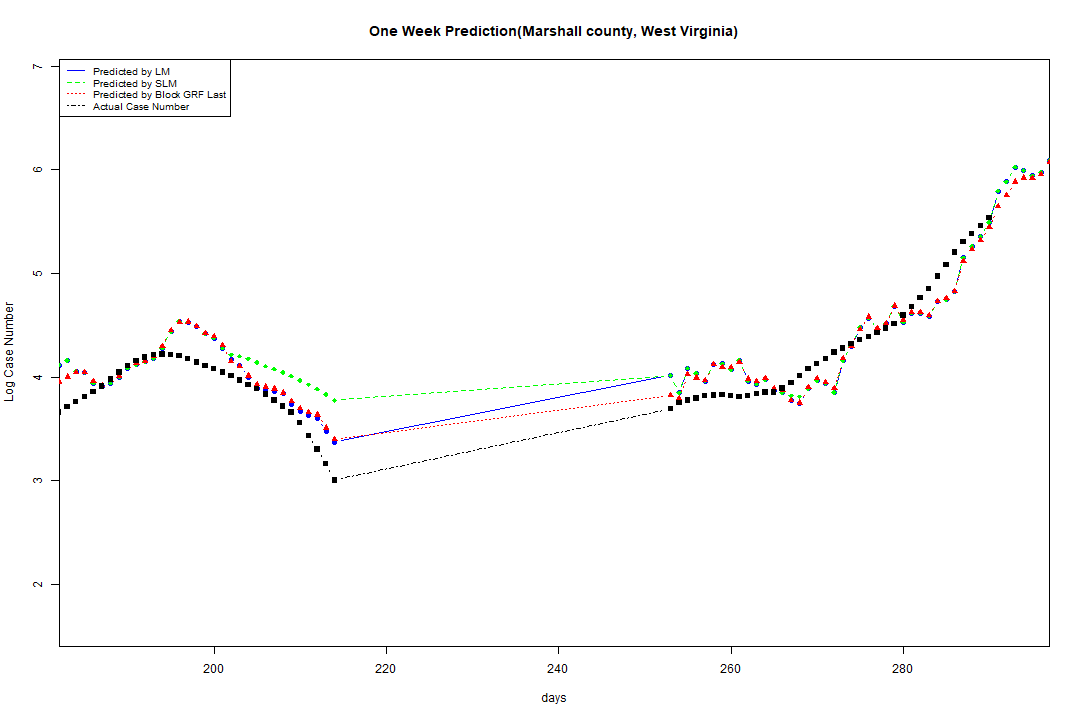 One Week Prediction(Marshall county, West Virginia)
Predicted by LM
Predicted by SLM
Predicted by Block GRF Last
Actual Case Number
7
6
5
4
3
2
Log Case Number
200 220 240 260 280
days